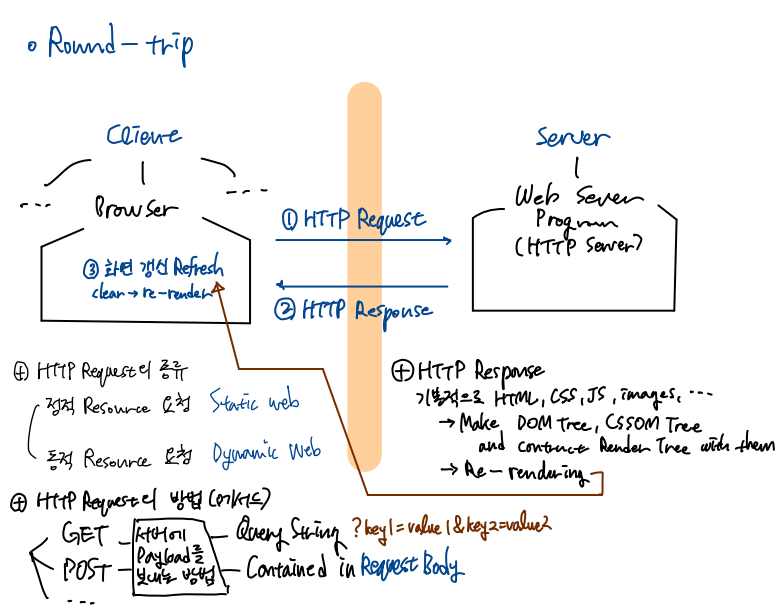 • Round-trip
Client
Server
...
Browser
...
Web Sever
Program
(HTTP Server)
① HTTP Request
③ 화면 갱신 Refresh
clear → re-render
② HTTP Response
⊕ HTTP Request의 종류
정적 Resource 요청 Static web
동적 Resource 요청 Dynamic Web
⊕ HTTP Response
기본적으로 HTML, CSS, JS, images, ...
→ Make DOM Tree, CSSOM Tree
and contruct Render Tree with them
→ Re-rendering
⊕ HTTP Request의 방법 (메서드)
GET
POST
...
서버에
Payload를
보내는 방법
Query String ?key1=value1&key2=value2
Contained in Request Body